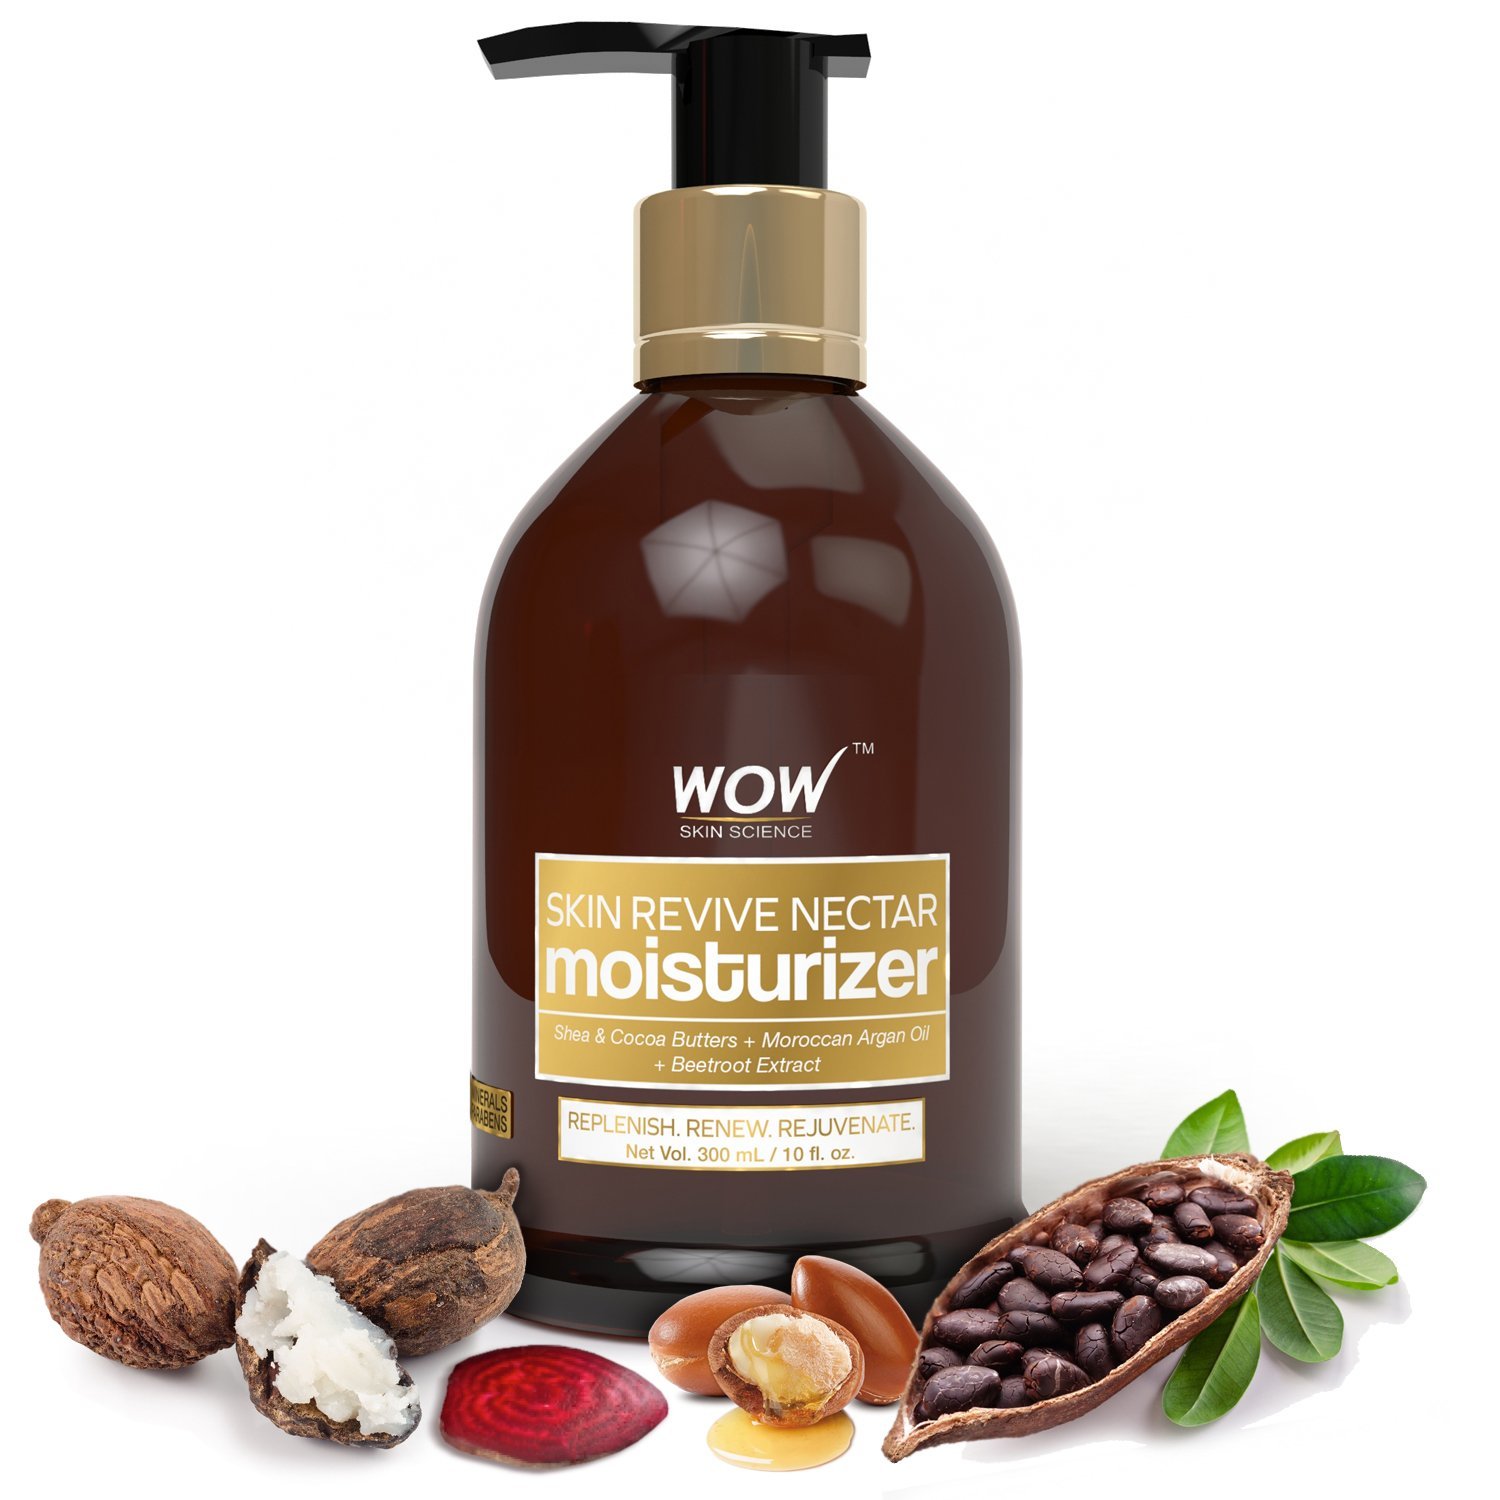 WOW™
SKIN SCIENCE
SKIN REVIVE NECTAR
moisturizer
Shea & Cocoa Butters + Moroccan Argan Oil
+ Beetroot Extract
REPLENISH. RENEW. REJUVENATE.
Net Vol. 300 mL / 10 fl. oz.